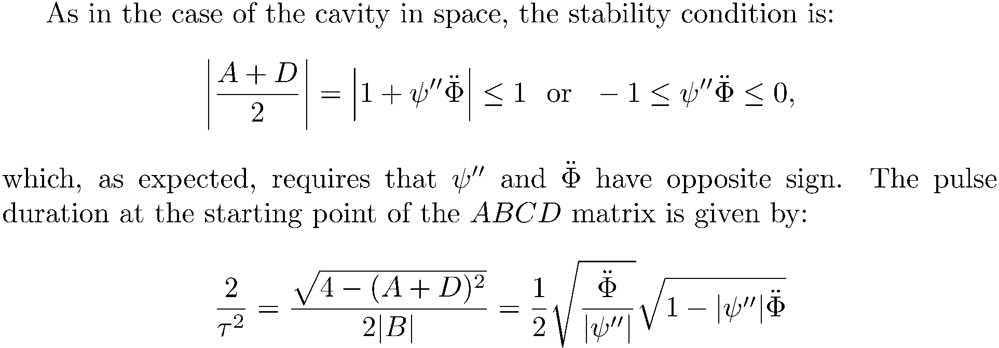 As in the case of the cavity in space, the stability condition is:
$$\left|\frac{A+D}{2}\right| = \left|1+\psi''\ddot{\Phi}\right| \leq 1 \ \text{ or } \ -1 \leq \psi''\ddot{\Phi} \leq 0,$$
which, as expected, requires that $\psi''$ and $\ddot{\Phi}$ have opposite sign. The pulse
duration at the starting point of the $ABCD$ matrix is given by:
$$\frac{2}{\tau^2} = \frac{\sqrt{4-(A+D)^2}}{2|B|} = \frac{1}{2}\sqrt{\frac{\ddot{\Phi}}{|\psi''|}}\sqrt{1-|\psi''|\ddot{\Phi}}$$